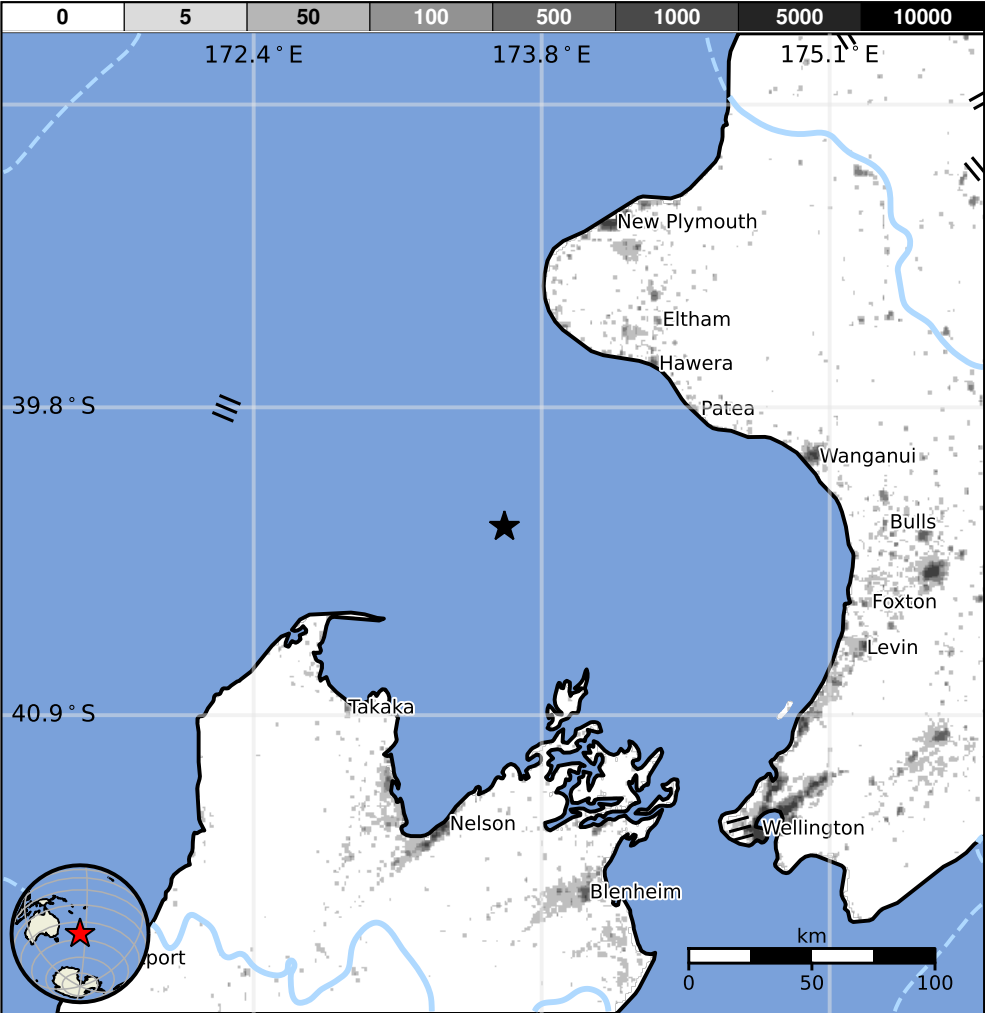 0 5 50 100 500 1000 5000 10000
172.4°E 173.8°E 175.1°E
New Plymouth
Eltham
Hawera
39.8°S
Patea
Wanganui
Bulls
Foxton
Levin
Takaka
40.9°S
Nelson
Wellington
Blenheim
km
port
0 50 100